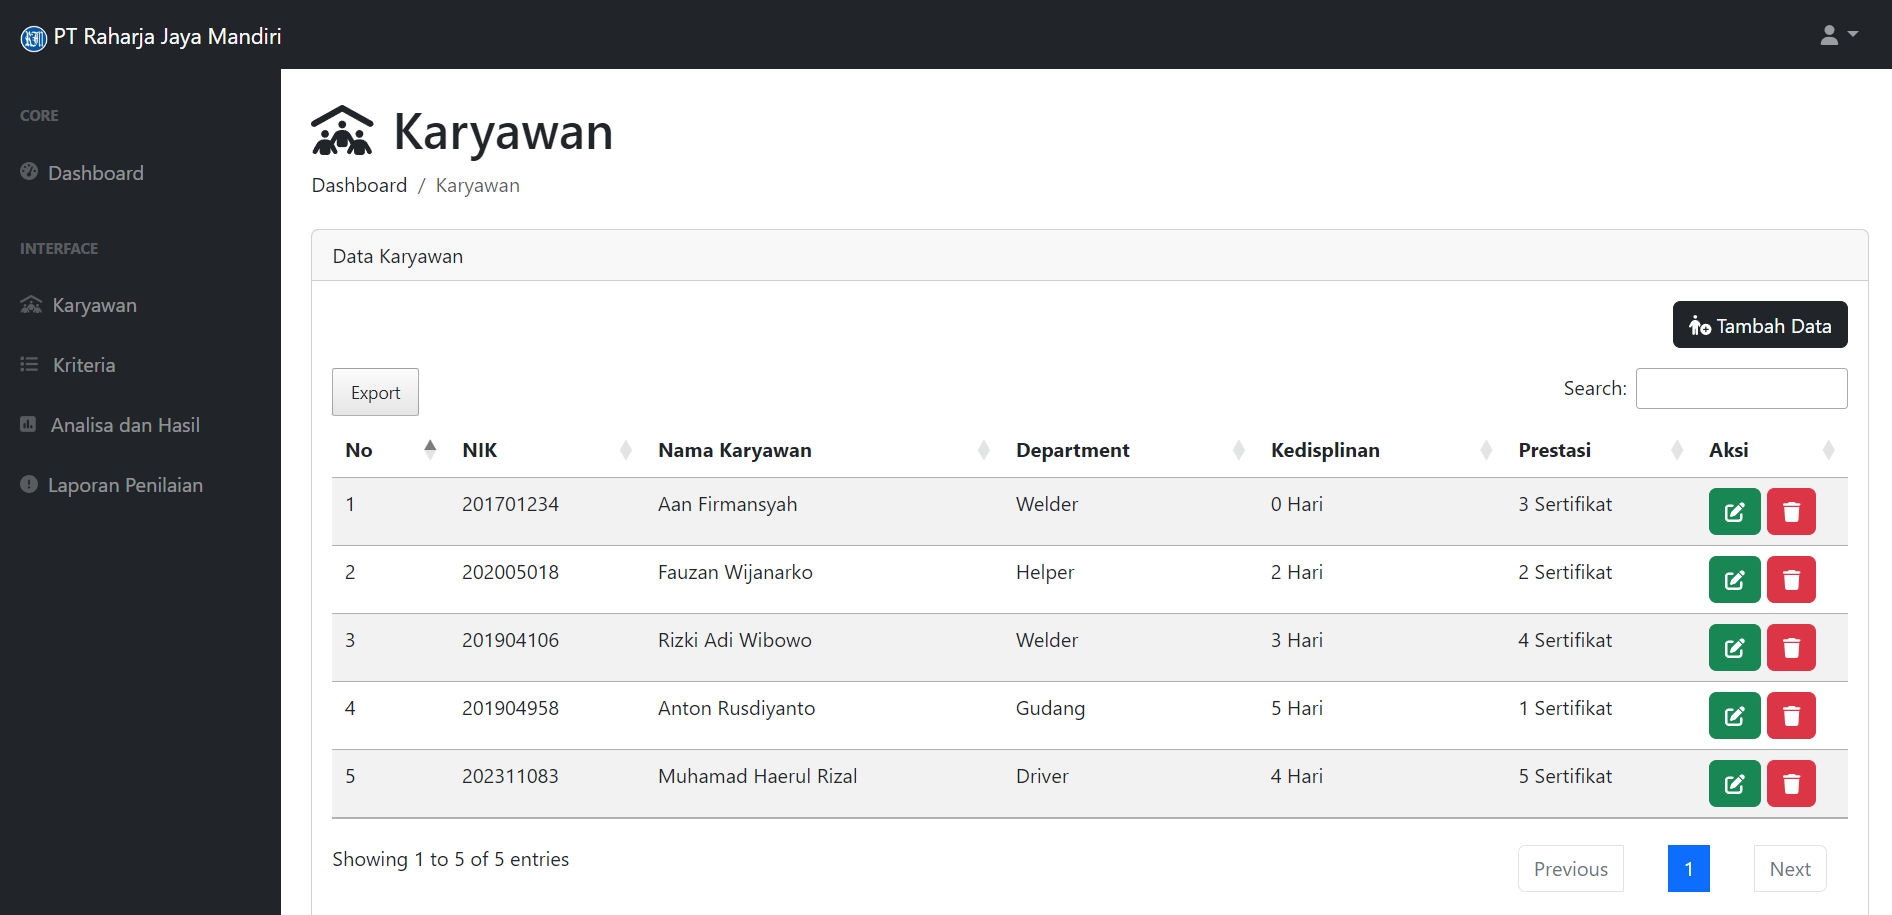 PT Raharja Jaya Mandiri
CORE
Dashboard
INTERFACE
Karyawan
Kriteria
Analisa dan Hasil
Laporan Penilaian
Karyawan
Dashboard / Karyawan
Data Karyawan
Tambah Data
Export
Search:
No NIK Nama Karyawan Department Kedisplinan Prestasi Aksi
1 201701234 Aan Firmansyah Welder 0 Hari 3 Sertifikat
2 202005018 Fauzan Wijanarko Helper 2 Hari 2 Sertifikat
3 201904106 Rizki Adi Wibowo Welder 3 Hari 4 Sertifikat
4 201904958 Anton Rusdiyanto Gudang 5 Hari 1 Sertifikat
5 202311083 Muhamad Haerul Rizal Driver 4 Hari 5 Sertifikat
Showing 1 to 5 of 5 entries
Previous 1 Next